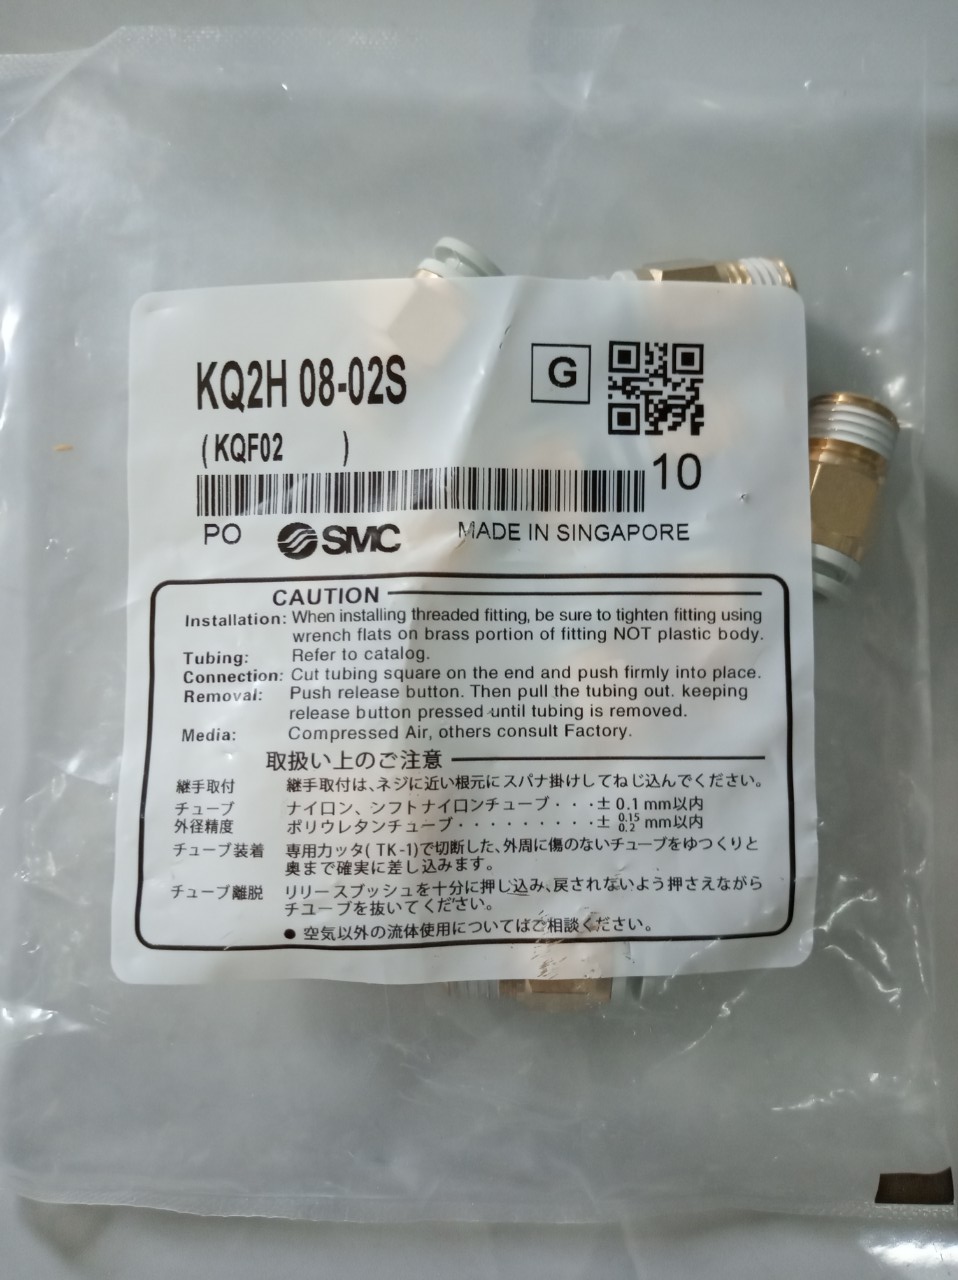 KQ2H 08-02S
G
(KQF02 )
10
PO SMC MADE IN SINGAPORE
CAUTION
Installation: When installing threaded fitting, be sure to tighten fitting using
wrench flats on brass portion of fitting NOT plastic body.
Tubing: Refer to catalog.
Connection: Cut tubing square on the end and push firmly into place.
Removal: Push release button. Then pull the tubing out. keeping
release button pressed until tubing is removed.
Media: Compressed Air, others consult Factory.
取扱い上のご注意
継手取付 継手取付は、ネジに近い根元にスパナ掛けしてねじ込んでください。
チューブ ナイロン、シフトナイロンチューブ・・・± 0.1 mm以内
外径精度 ポリウレタンチューブ・・・・・・・・・± 0.15 0.2 mm以内
チューブ装着 専用カッタ( TK-1)で切断した、外周に傷のないチューブをゆつくりと
奥まで確実に差し込みます。
チューブ離脱 リリースブッシュを十分に押し込み、戻されないよう押さえながら
チユーブを抜いてください。
● 空気以外の流体使用についてはご相談ください。